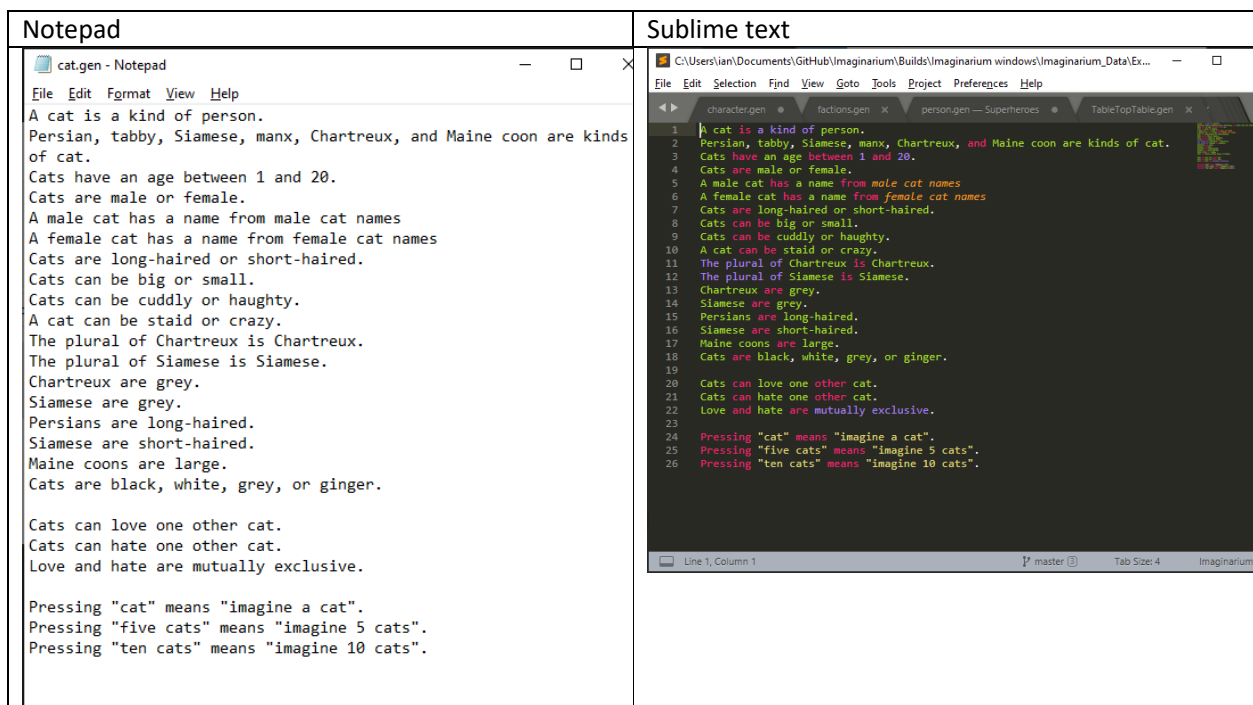 Notepad
cat.gen - Notepad
File Edit Format View Help
A cat is a kind of person.
Persian, tabby, Siamese, manx, Chartreux, and Maine coon are kinds
of cat.
Cats have an age between 1 and 20.
Cats are male or female.
A male cat has a name from male cat names
A female cat has a name from female cat names
Cats are long-haired or short-haired.
Cats can be big or small.
Cats can be cuddly or haughty.
A cat can be staid or crazy.
The plural of Chartreux is Chartreux.
The plural of Siamese is Siamese.
Chartreux are grey.
Siamese are grey.
Persians are long-haired.
Siamese are short-haired.
Maine coons are large.
Cats are black, white, grey, or ginger.
Cats can love one other cat.
Cats can hate one other cat.
Love and hate are mutually exclusive.
Pressing "cat" means "imagine a cat".
Pressing "five cats" means "imagine 5 cats".
Pressing "ten cats" means "imagine 10 cats".
Sublime text
C:\Users\ian\Documents\GitHub\Imaginarium\Builds\Imaginarium windows\Imaginarium_Data\Ex...
File Edit Selection Find View Goto Tools Project Preferences Help
character.gen factions.gen person.gen — Superheroes TableTopTable.gen
1 A cat is a kind of person.
2 Persian, tabby, Siamese, manx, Chartreux, and Maine coon are kinds of cat.
3 Cats have an age between 1 and 20.
4 Cats are male or female.
5 A male cat has a name from male cat names
6 A female cat has a name from female cat names
7 Cats are long-haired or short-haired.
8 Cats can be big or small.
9 Cats can be cuddly or haughty.
10 A cat can be staid or crazy.
11 The plural of Chartreux is Chartreux.
12 The plural of Siamese is Siamese.
13 Chartreux are grey.
14 Siamese are grey.
15 Persians are long-haired.
16 Siamese are short-haired.
17 Maine coons are large.
18 Cats are black, white, grey, or ginger.
19
20 Cats can love one other cat.
21 Cats can hate one other cat.
22 Love and hate are mutually exclusive.
23
24 Pressing "cat" means "imagine a cat".
25 Pressing "five cats" means "imagine 5 cats".
26 Pressing "ten cats" means "imagine 10 cats".
Line 1, Column 1 master 3 Tab Size: 4 Imaginarium